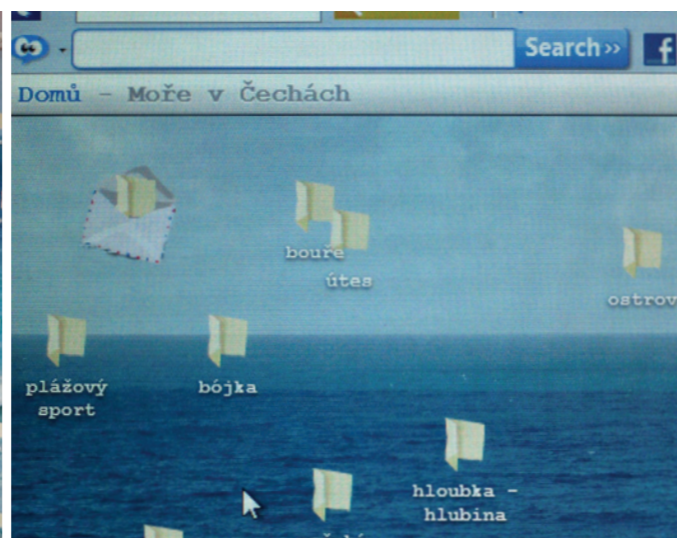 Search »
f
Domů - Moře v Čechách
bouře
útes
ostrov
plážový
sport
bójka
hloubka -
hlubina